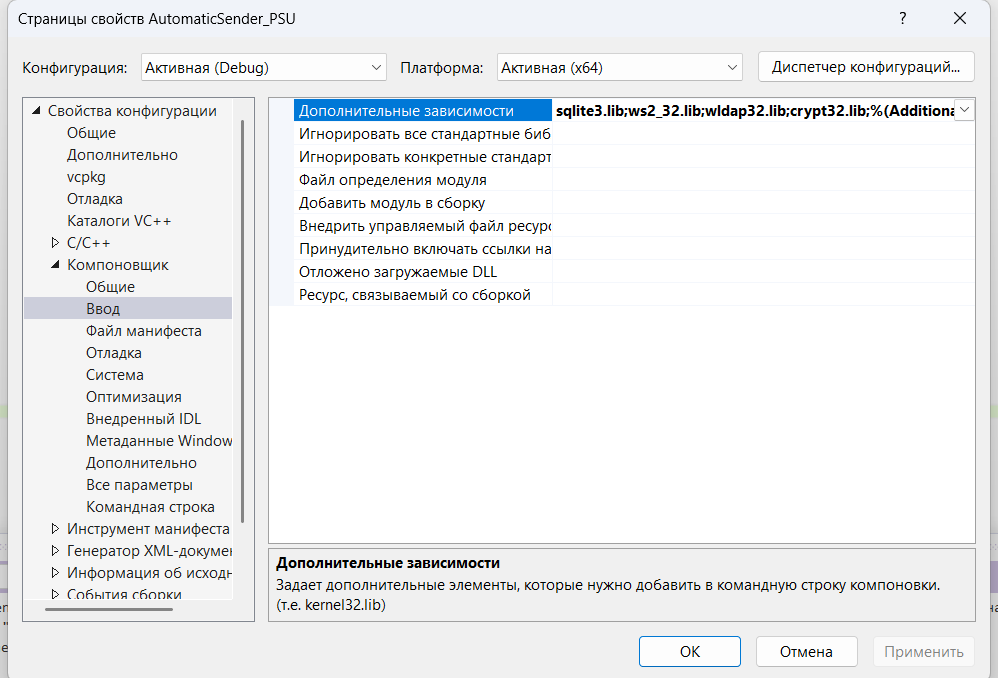 Страницы свойств AutomaticSender_PSU
?
Конфигурация: Активная (Debug) Платформа: Активная (x64) Диспетчер конфигураций...
Свойства конфигурации
Общие
Дополнительно
vcpkg
Отладка
Каталоги VC++
C/C++
Компоновщик
Общие
Ввод
Файл манифеста
Отладка
Система
Оптимизация
Внедренный IDL
Метаданные Window
Дополнительно
Все параметры
Командная строка
Инструмент манифеста
Генератор XML-докумен
Информация об исходн
События сборки
Дополнительные зависимости sqlite3.lib;ws2_32.lib;wldap32.lib;crypt32.lib;%(Additiona
Игнорировать все стандартные биб
Игнорировать конкретные стандарт
Файл определения модуля
Добавить модуль в сборку
Внедрить управляемый файл ресурс
Принудительно включать ссылки на
Отложено загружаемые DLL
Ресурс, связываемый со сборкой
Дополнительные зависимости
Задает дополнительные элементы, которые нужно добавить в командную строку компоновки.
(т.е. kernel32.lib)
ОК Отмена Применить